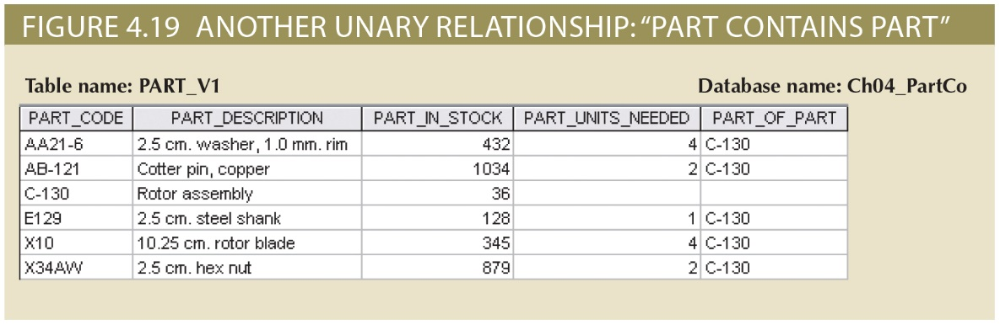 FIGURE 4.19 ANOTHER UNARY RELATIONSHIP: “PART CONTAINS PART”
Table name: PART_V1 Database name: Ch04_PartCo
PART_CODE PART_DESCRIPTION PART_IN_STOCK PART_UNITS_NEEDED PART_OF_PART
AA21-6 2.5 cm. washer, 1.0 mm. rim 432 4 C-130
AB-121 Cotter pin, copper 1034 2 C-130
C-130 Rotor assembly 36
E129 2.5 cm. steel shank 128 1 C-130
X10 10.25 cm. rotor blade 345 4 C-130
X34AW 2.5 cm. hex nut 879 2 C-130